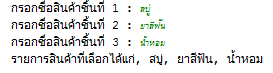 กรอกชื่อสินค้าชิ้นที่ 1 : สบู่
กรอกชื่อสินค้าชิ้นที่ 2 : ยาสีฟัน
กรอกชื่อสินค้าชิ้นที่ 3 : น้ำหอม
รายการสินค้าที่เลือกได้แก่, สบู่, ยาสีฟัน, น้ำหอม